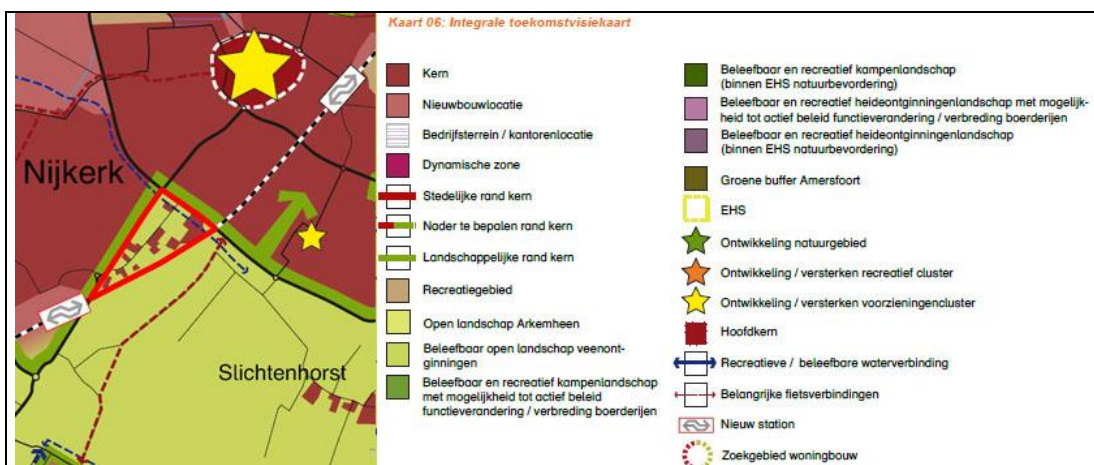 Kaart 06: Integrale toekomstvisiekaart
Nijkerk
Slichtenhorst
Kern
Nieuwbouwlocatie
Bedrijfsterrein / kantorenlocatie
Dynamische zone
Stedelijke rand kern
Nader te bepalen rand kern
Landschappelijke rand kern
Recreatiegebied
Open landschap Arkemheen
Beleefbaar open landschap veenont-
ginningen
Beleefbaar en recreatief kampenlandschap
met mogelijkheid tot actief beleid
functieverandering / verbreding boerderijen
Beleefbaar en recreatief kampenlandschap
(binnen EHS natuurbevordering)
Beleefbaar en recreatief heideontginningenlandschap met mogelijk-
heid tot actief beleid functieverandering / verbreding boerderijen
Beleefbaar en recreatief heideontginningenlandschap
(binnen EHS natuurbevordering)
Groene buffer Amersfoort
EHS
Ontwikkeling natuurgebied
Ontwikkeling / versterken recreatief cluster
Ontwikkeling / versterken voorzieningencluster
Hoofdkern
Recreatieve / beleefbare waterverbinding
Belangrijke fietsverbindingen
Nieuw station
Zoekgebied woningbouw